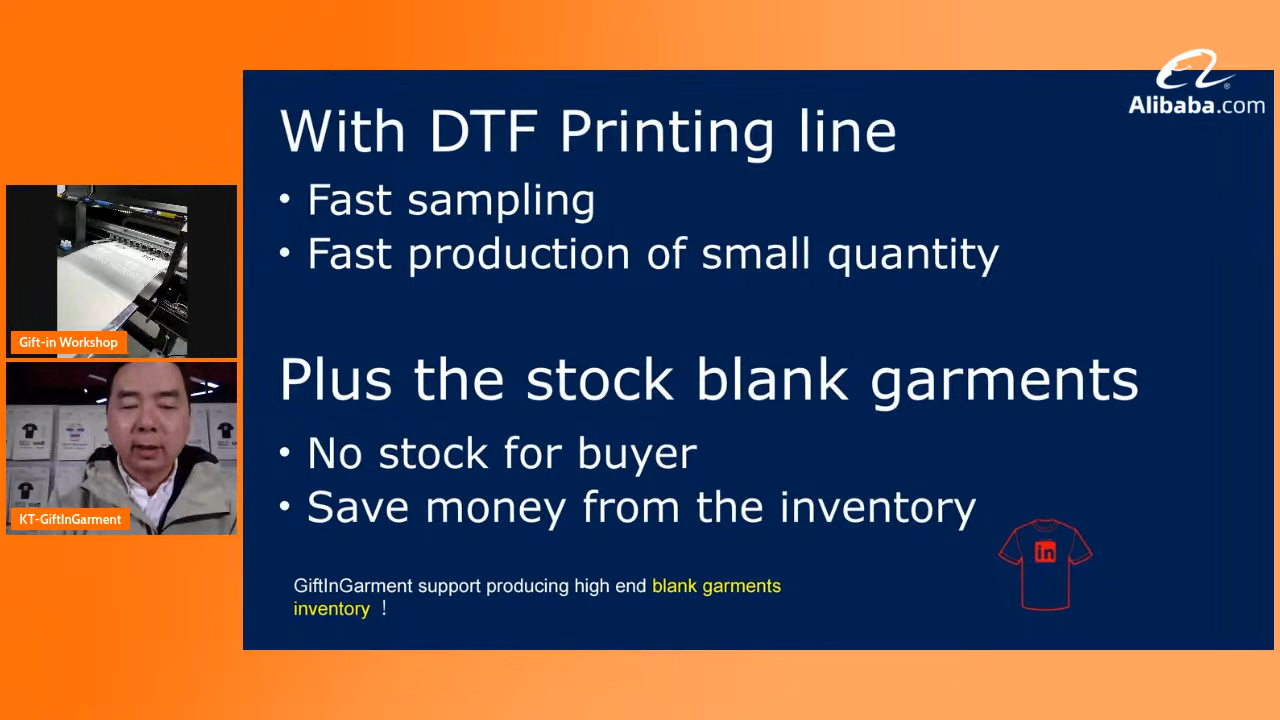 Alibaba.com
With DTF Printing line
• Fast sampling
• Fast production of small quantity
Plus the stock blank garments
• No stock for buyer
• Save money from the inventory
GiftInGarment support producing high end blank garments
inventory !
in
Gift-in Workshop
KT-GiftInGarment